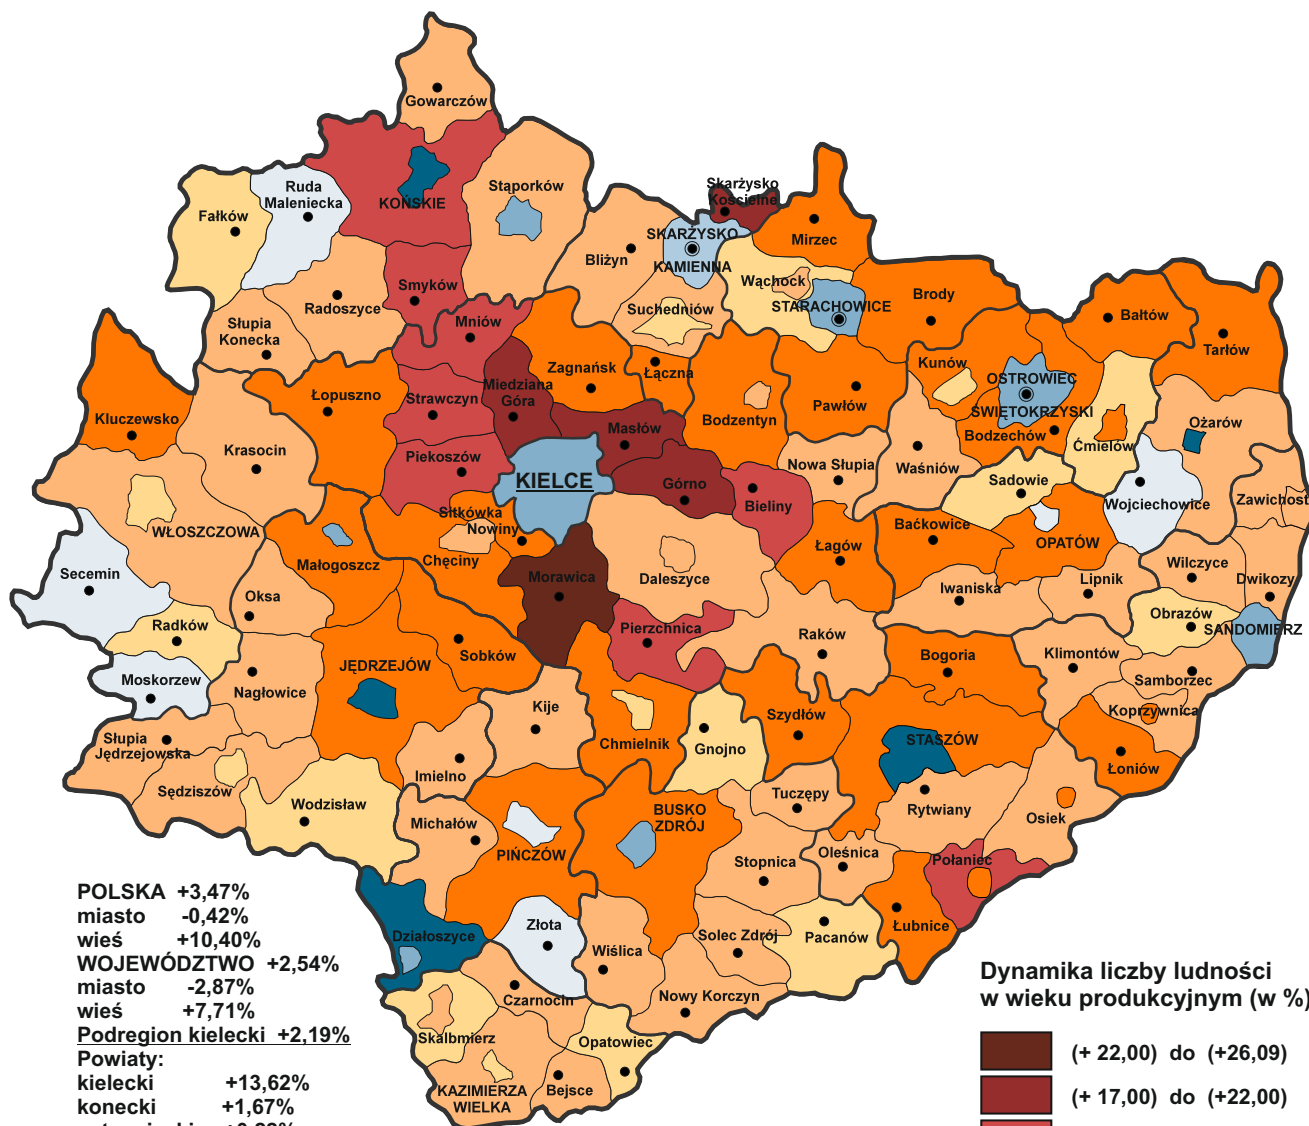 Gowarczów
Ruda
Maleniecka
Fałków
KOŃSKIE
Stąporków
Skarżysko
Kościelne
SKARŻYSKO
KAMIENNA
Bliżyn
Mirzec
Wąchock
STARACHOWICE
Smyków
Radoszyce
Słupia
Konecka
Mniów
Suchedniów
Brody
Bałtów
Tarłów
Zagnańsk
Łączna
Kunów
OSTROWIEC
ŚWIĘTOKRZYSKI
Miedziana
Góra
Łopuszno
Strawczyn
Kluczewsko
Bodzentyn
Pawłów
Bodzechów
Ćmielów
Ożarów
Masłów
Krasocin
Piekoszów
KIELCE
Górno
Bieliny
Nowa Słupia
Waśniów
Sadowie
Wojciechowice
Zawichost
WŁOSZCZOWA
Sitkówka
Nowiny
Chęciny
Małogoszcz
Łagów
Baćkowice
OPATÓW
Secemin
Oksa
Morawica
Daleszyce
Iwaniska
Lipnik
Wilczyce
Dwikozy
Obrazów
SANDOMIERZ
Radków
Pierzchnica
Raków
Sobków
JĘDRZEJÓW
Bogoria
Klimontów
Samborzec
Moskorzew
Nagłowice
Kije
Szydłów
Koprzywnica
Słupia
Jędrzejowska
Chmielnik
Gnojno
STASZÓW
Łoniów
Imielno
Sędziszów
Wodzisław
Tuczępy
Rytwiany
Osiek
BUSKO
ZDRÓJ
Michałów
PIŃCZÓW
Stopnica
Oleśnica
Połaniec
Działoszyce
Złota
Wiślica
Solec Zdrój
Pacanów
Łubnice
Czarnocin
Nowy Korczyn
Skalbmierz
Opatowiec
KAZIMIERZA
WIELKA
Bejsce
POLSKA +3,47%
miasto -0,42%
wieś +10,40%
WOJEWÓDZTWO +2,54%
miasto -2,87%
wieś +7,71%
Podregion kielecki +2,19%
Powiaty:
kielecki +13,62%
konecki +1,67%
Dynamika liczby ludności
w wieku produkcyjnym (w %)
(+ 22,00) do (+26,09)
(+ 17,00) do (+22,00)